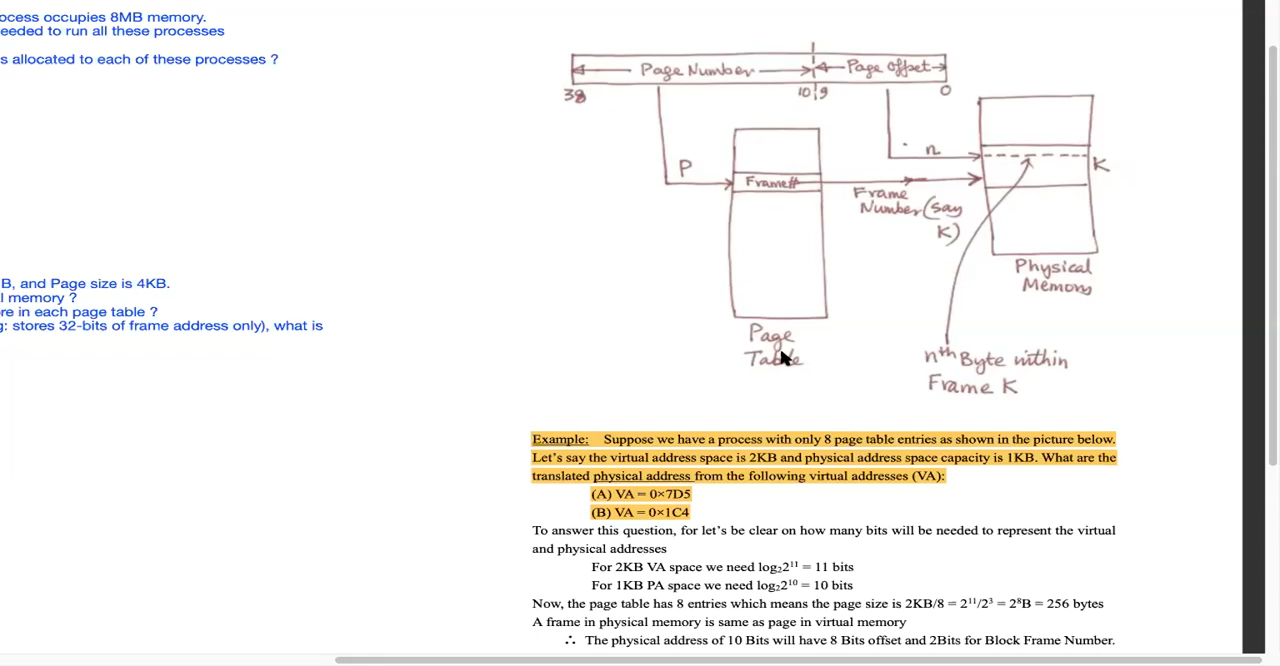 ocess occupies 8MB memory.
eeded to run all these processes
s allocated to each of these processes ?
B, and Page size is 4KB.
l memory ?
re in each page table ?
g: stores 32-bits of frame address only), what is
Page Number
Page Offset
38
10
9
0
P
n
K
Frame#
Frame
Number(say
K)
Physical
Memory
Page
Table
nth Byte within
Frame K
Example: Suppose we have a process with only 8 page table entries as shown in the picture below.
Let's say the virtual address space is 2KB and physical address space capacity is 1KB. What are the
translated physical address from the following virtual addresses (VA):
(A) VA = 0×7D5
(B) VA = 0×1C4
To answer this question, for let's be clear on how many bits will be needed to represent the virtual
and physical addresses
For 2KB VA space we need log₂2¹¹ = 11 bits
For 1KB PA space we need log₂2¹⁰ = 10 bits
Now, the page table has 8 entries which means the page size is 2KB/8 = 2¹¹/2³ = 2⁸B = 256 bytes
A frame in physical memory is same as page in virtual memory
∴ The physical address of 10 Bits will have 8 Bits offset and 2Bits for Block Frame Number.